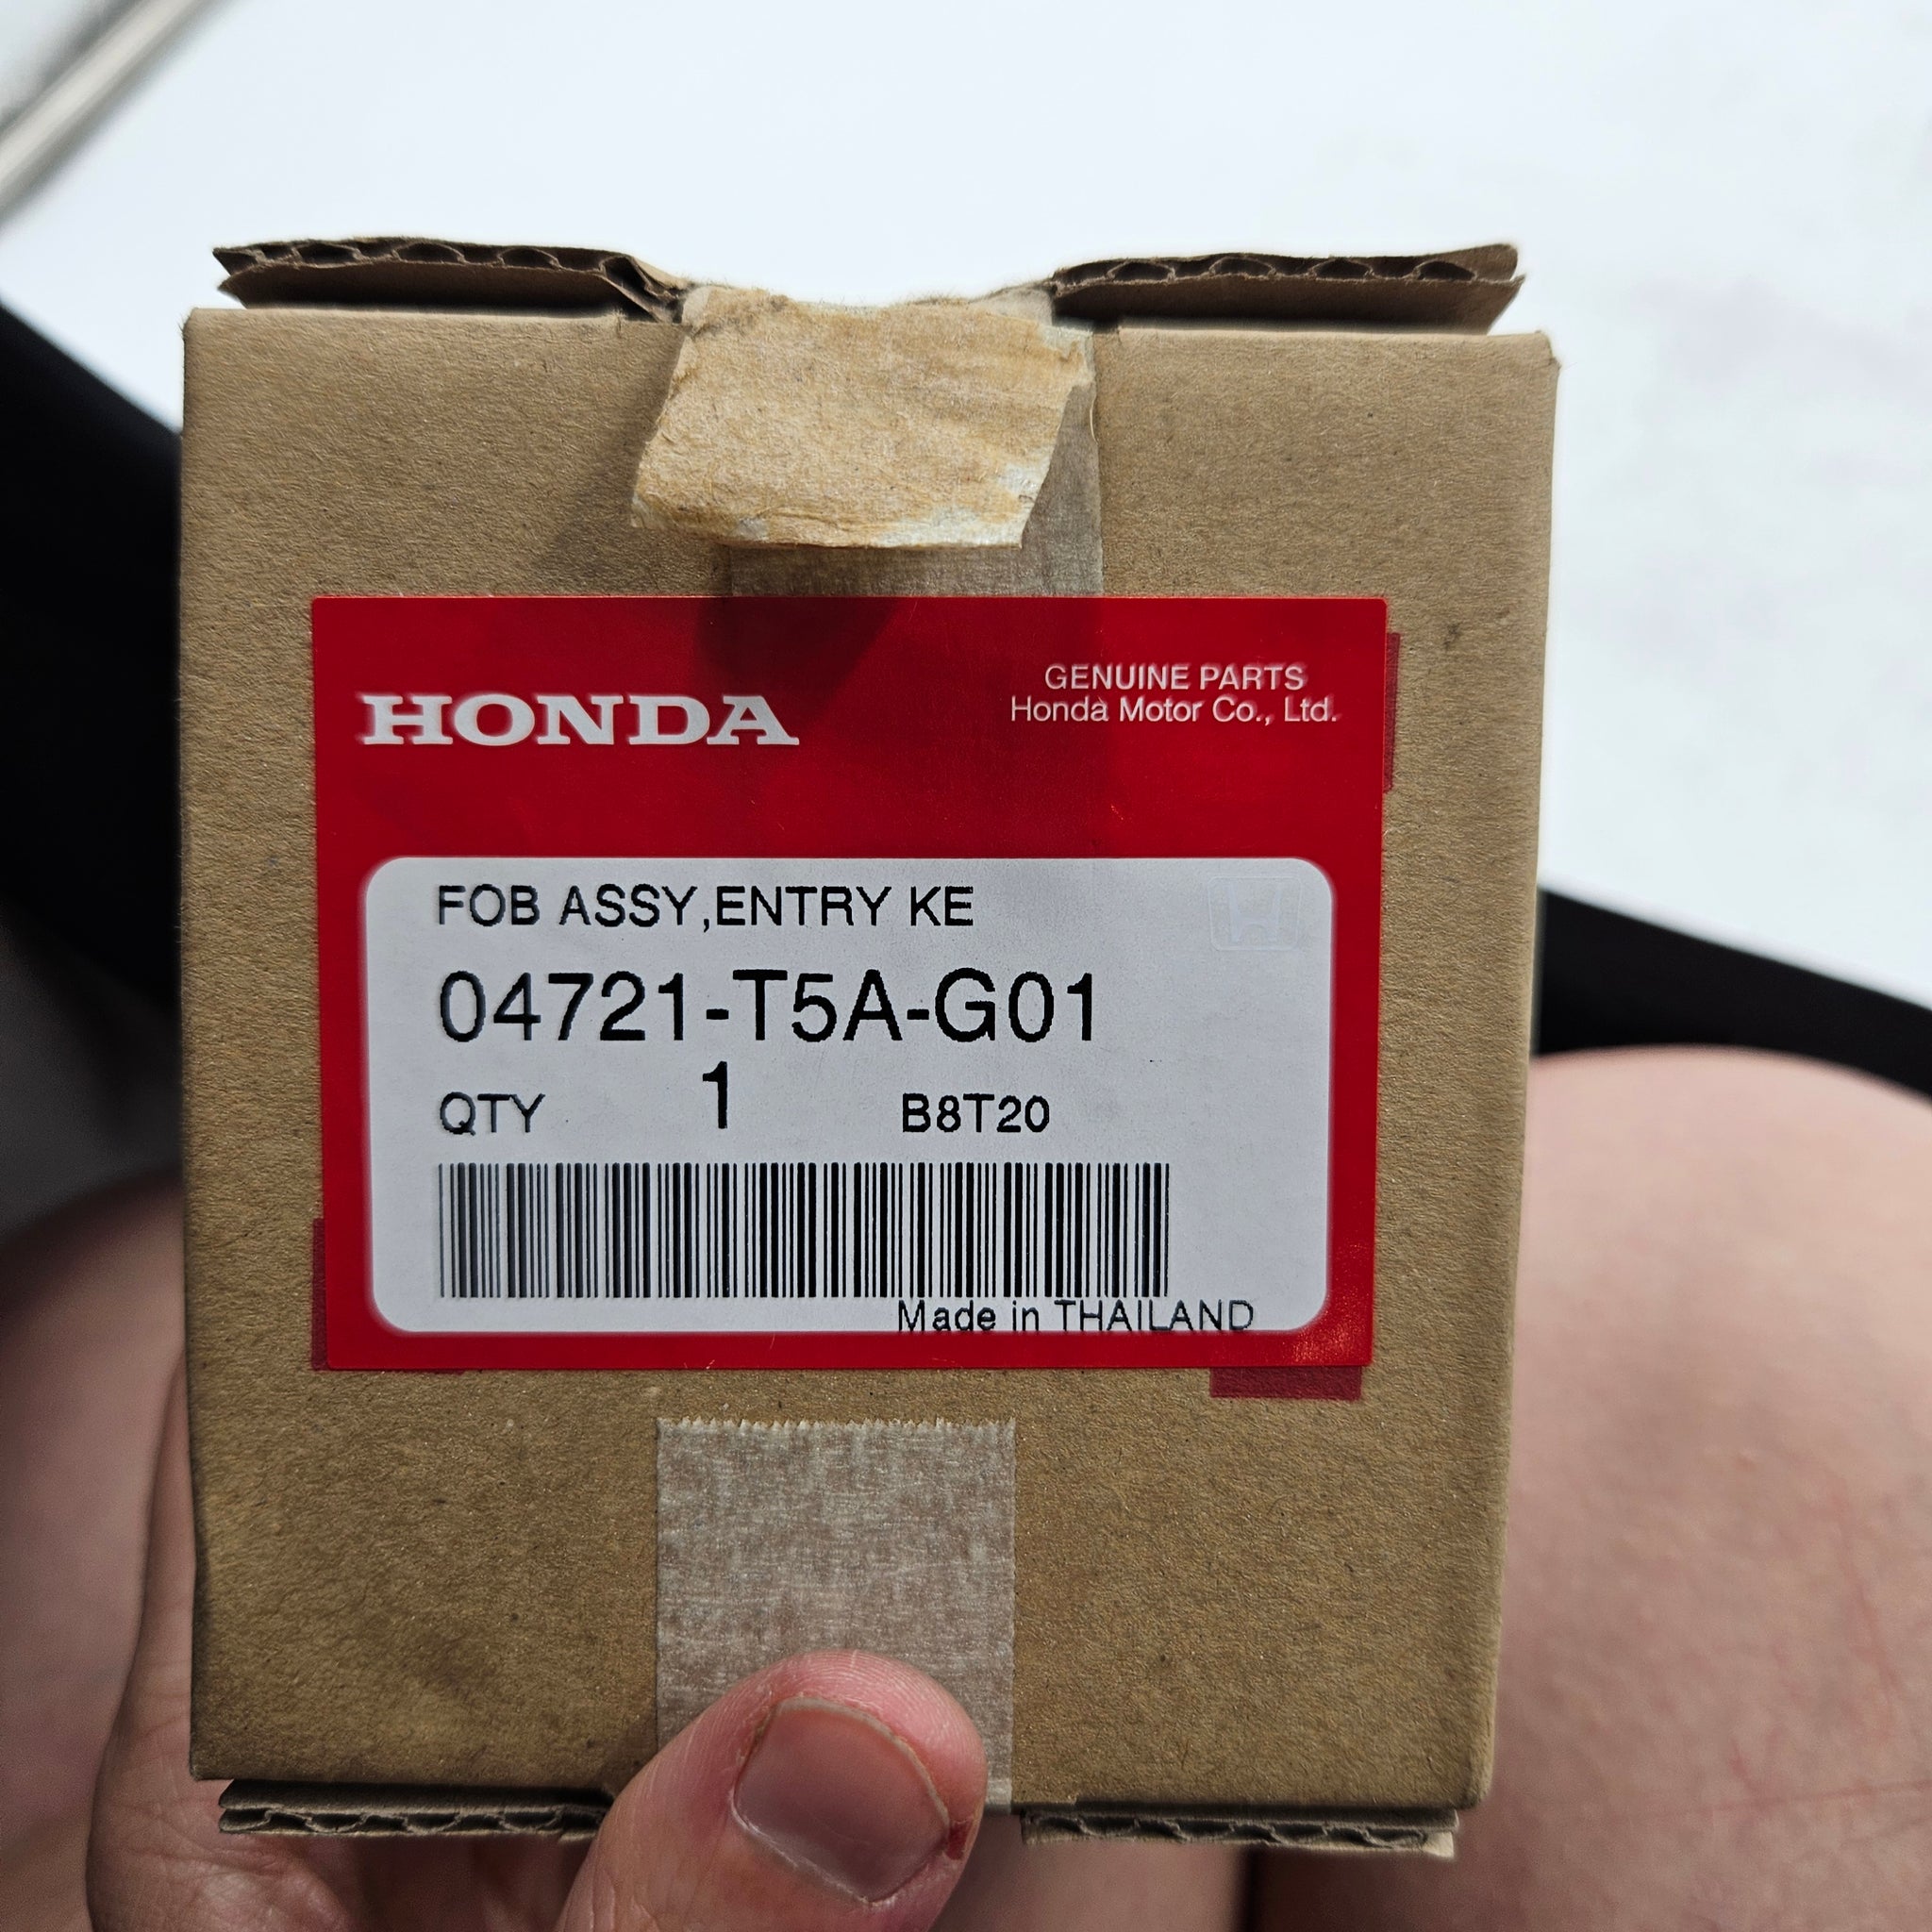 HONDA
GENUINE PARTS
Honda Motor Co., Ltd.
FOB ASSY,ENTRY KE
04721-T5A-G01
QTY 1 B8T20
Made in THAILAND